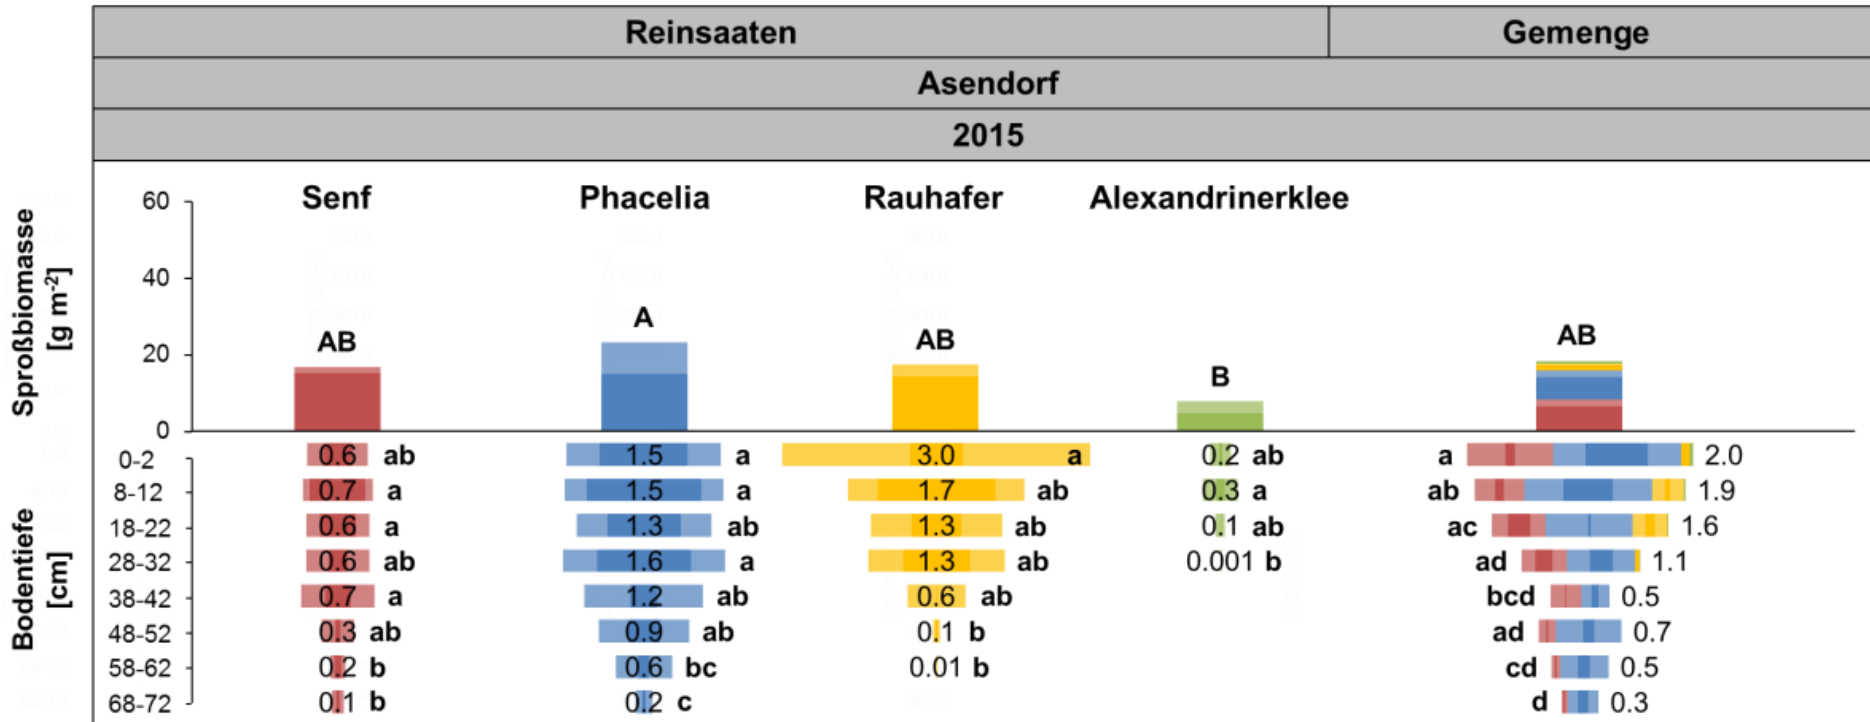 Reinsaaten Gemenge
Asendorf
2015
Senf Phacelia Rauhafer Alexandrinerklee
Sproßbiomasse
[g m-2]
60
40
20
0
AB A AB B AB
Bodentiefe
[cm]
0-2 0.6 ab 1.5 a 3.0 a 0.2 ab a 2.0
8-12 0.7 a 1.5 a 1.7 ab 0.3 a ab 1.9
18-22 0.6 a 1.3 ab 1.3 ab 0.1 ab ac 1.6
28-32 0.6 ab 1.6 a 1.3 ab 0.001 b ad 1.1
38-42 0.7 a 1.2 ab 0.6 ab bcd 0.5
48-52 0.3 ab 0.9 ab 0.1 b ad 0.7
58-62 0.2 b 0.6 bc 0.01 b cd 0.5
68-72 0.1 b 0.2 c d 0.3